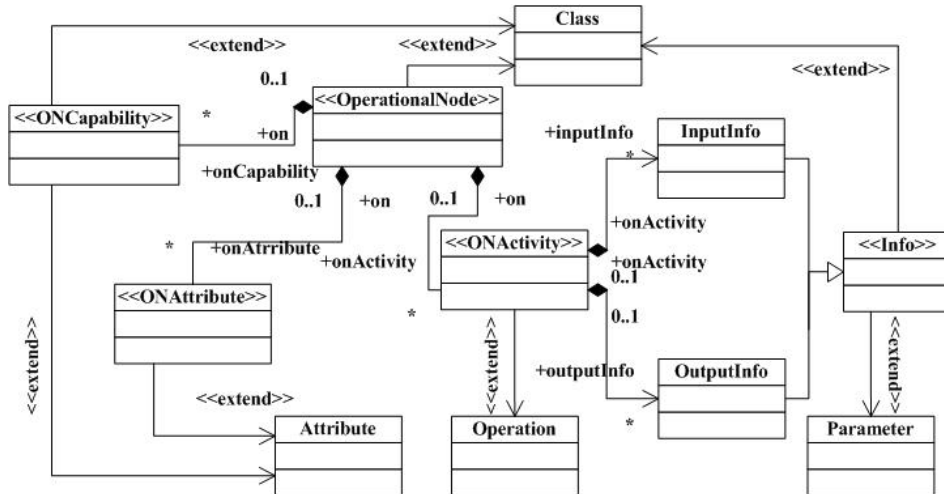 Class
<<extend>>
<<extend>>
<<extend>>
0..1
<<OperationalNode>>
<<ONCapability>>
*
+on
+onCapability
+inputInfo
InputInfo
*
0..1
+on
0..1
+on
+onAtrribute
*
+onActivity
<<ONActivity>>
+onActivity
+onActivity
0..1
<<Info>>
<<ONAttribute>>
*
0..1
<<extend>>
<<extend>>
<<extend>>
+outputInfo
OutputInfo
*
<<extend>>
Attribute
Operation
Parameter